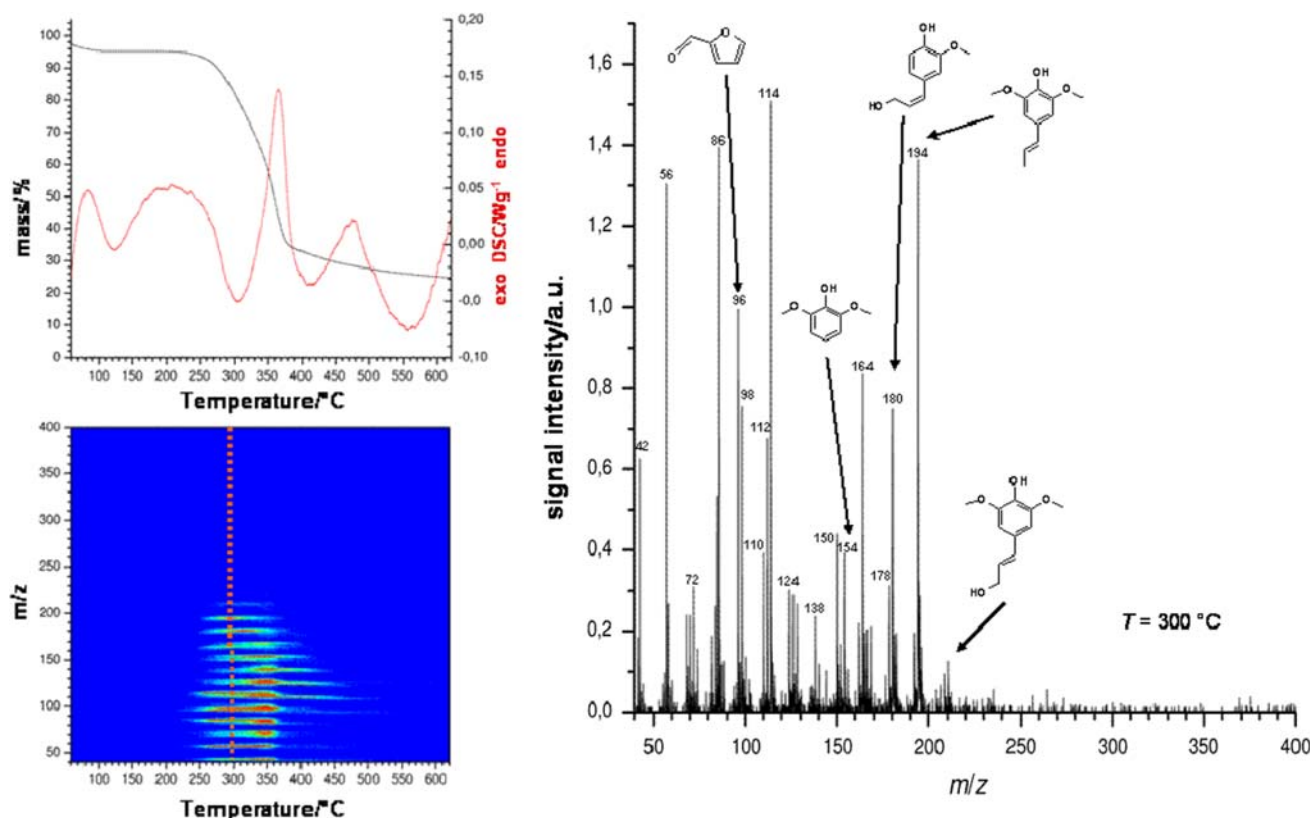 mass/%
100
90
80
70
60
50
40
30
20
10
0
0,20
0,15
0,10
0,05
0,00
-0,0
-0,10
exo DSC/Wg⁻¹ endo
100 150 200 250 300 350 400 450 500 550 600
Temperature/°C
m/z
400
350
300
250
200
150
100
50
100 150 200 250 300 350 400 450 500 550 600
Temperature/°C
signal intensity/a.u.
1,6
1,4
1,2
1,0
0,8
0,6
0,4
0,2
0,0
42
56
72
86
96
98
110
112
114
124
138
150
154
164
178
180
194
O
O
OH
O
HO
OH
O
O
OH
O
O
OH
O
O
HO
T = 300 °C
50 100 150 200 250 300 350 400
m/z